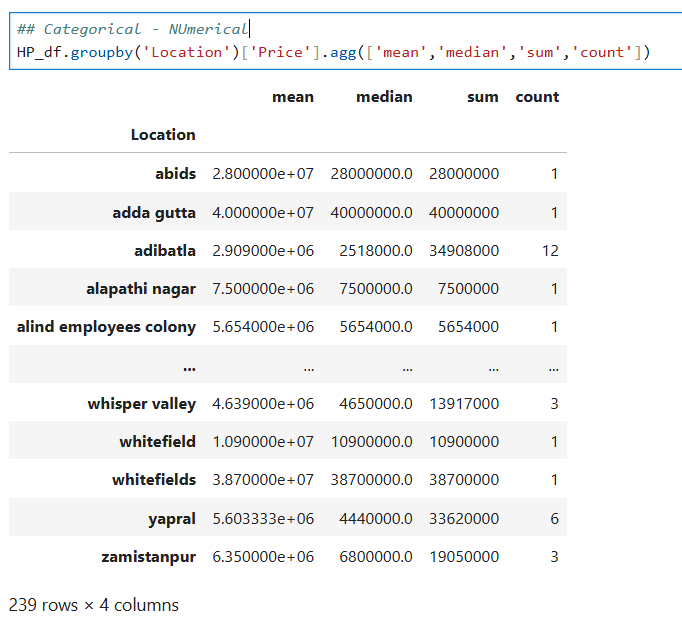 ## Categorical - NUmerical
HP_df.groupby('Location')['Price'].agg(['mean','median','sum','count'])
mean median sum count
Location
abids 2.800000e+07 28000000.0 28000000 1
adda gutta 4.000000e+07 40000000.0 40000000 1
adibatla 2.909000e+06 2518000.0 34908000 12
alapathi nagar 7.500000e+06 7500000.0 7500000 1
alind employees colony 5.654000e+06 5654000.0 5654000 1
... ... ... ... ...
whisper valley 4.639000e+06 4650000.0 13917000 3
whitefield 1.090000e+07 10900000.0 10900000 1
whitefields 3.870000e+07 38700000.0 38700000 1
yapral 5.603333e+06 4440000.0 33620000 6
zamistanpur 6.350000e+06 6800000.0 19050000 3
239 rows × 4 columns